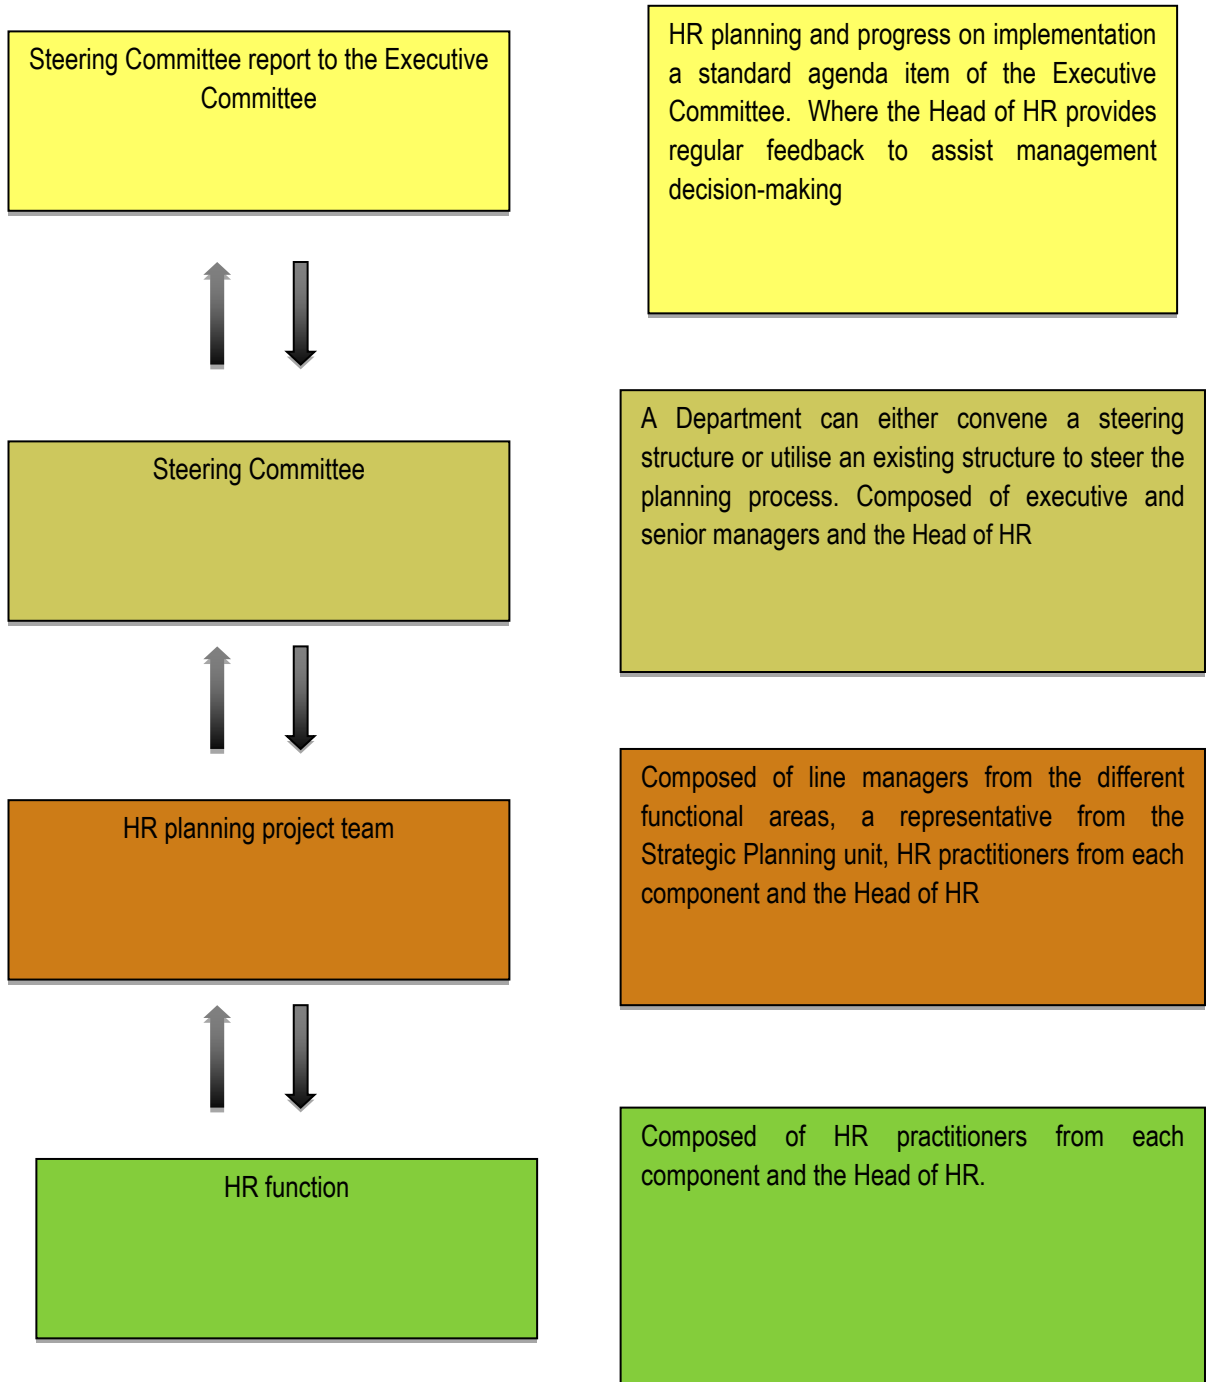 Steering Committee report to the Executive
Committee
HR planning and progress on implementation
a standard agenda item of the Executive
Committee. Where the Head of HR provides
regular feedback to assist management
decision-making
Steering Committee
A Department can either convene a steering
structure or utilise an existing structure to steer the
planning process. Composed of executive and
senior managers and the Head of HR
HR planning project team
Composed of line managers from the different
functional areas, a representative from the
Strategic Planning unit, HR practitioners from each
component and the Head of HR
HR function
Composed of HR practitioners from each
component and the Head of HR.